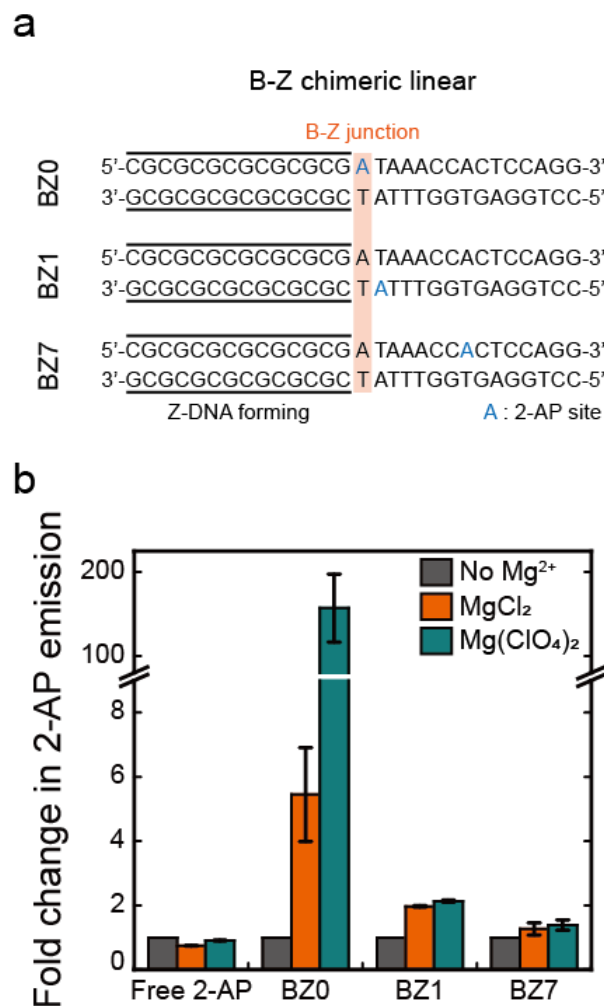 a
B-Z chimeric linear
B-Z junction
BZ0
5'-CGCGCGCGCGCGCG A TAAACCACTCCAGG-3'
3'-GCGCGCGCGCGCGC T ATTTGGTGAGGTCC-5'
BZ1
5'-CGCGCGCGCGCGCG A TAAACCACTCCAGG-3'
3'-GCGCGCGCGCGCGC T ATTTGGTGAGGTCC-5'
BZ7
5'-CGCGCGCGCGCGCG A TAAACCACTCCAGG-3'
3'-GCGCGCGCGCGCGC T ATTTGGTGAGGTCC-5'
Z-DNA forming
A : 2-AP site
b
Fold change in 2-AP emission
200
100
8
6
4
2
0
No Mg²⁺
MgCl₂
Mg(ClO₄)₂
Free 2-AP BZ0 BZ1 BZ7